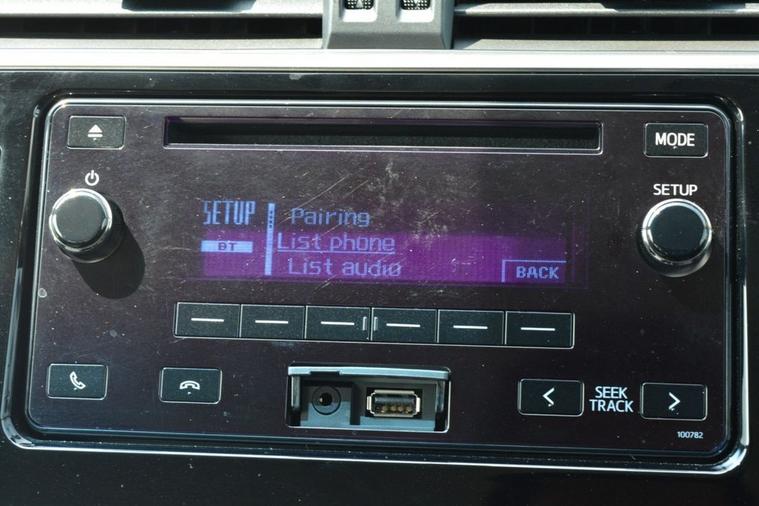 MODE
SETUP
SETUP
Pairing
BT
List phone
List audio
BACK
SEEK
TRACK
100782